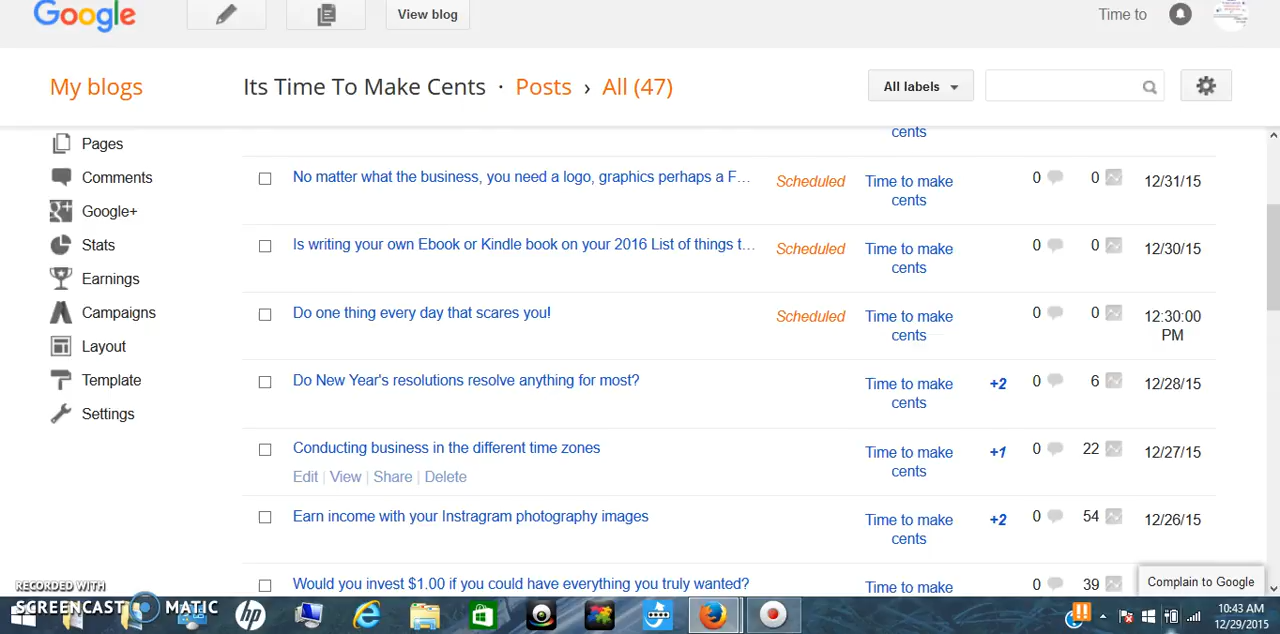 Google
View blog
Time to
My blogs
Its Time To Make Cents · Posts › All (47)
All labels
Pages
Comments
Google+
Stats
Earnings
Campaigns
Layout
Template
Settings
cents
No matter what the business, you need a logo, graphics perhaps a F...
Scheduled
Time to make
cents
0
0
12/31/15
Is writing your own Ebook or Kindle book on your 2016 List of things t...
Scheduled
Time to make
cents
0
0
12/30/15
Do one thing every day that scares you!
Scheduled
Time to make
cents
0
0
12:30:00
PM
Do New Year's resolutions resolve anything for most?
Time to make
cents
+2
0
6
12/28/15
Conducting business in the different time zones
Edit | View | Share | Delete
Time to make
cents
+1
0
22
12/27/15
Earn income with your Instragram photography images
Time to make
cents
+2
0
54
12/26/15
Would you invest $1.00 if you could have everything you truly wanted?
Time to make
0
39
Complain to Google
RECORDED WITH
SCREENCAST MATIC
hp
10:43 AM
12/29/2015